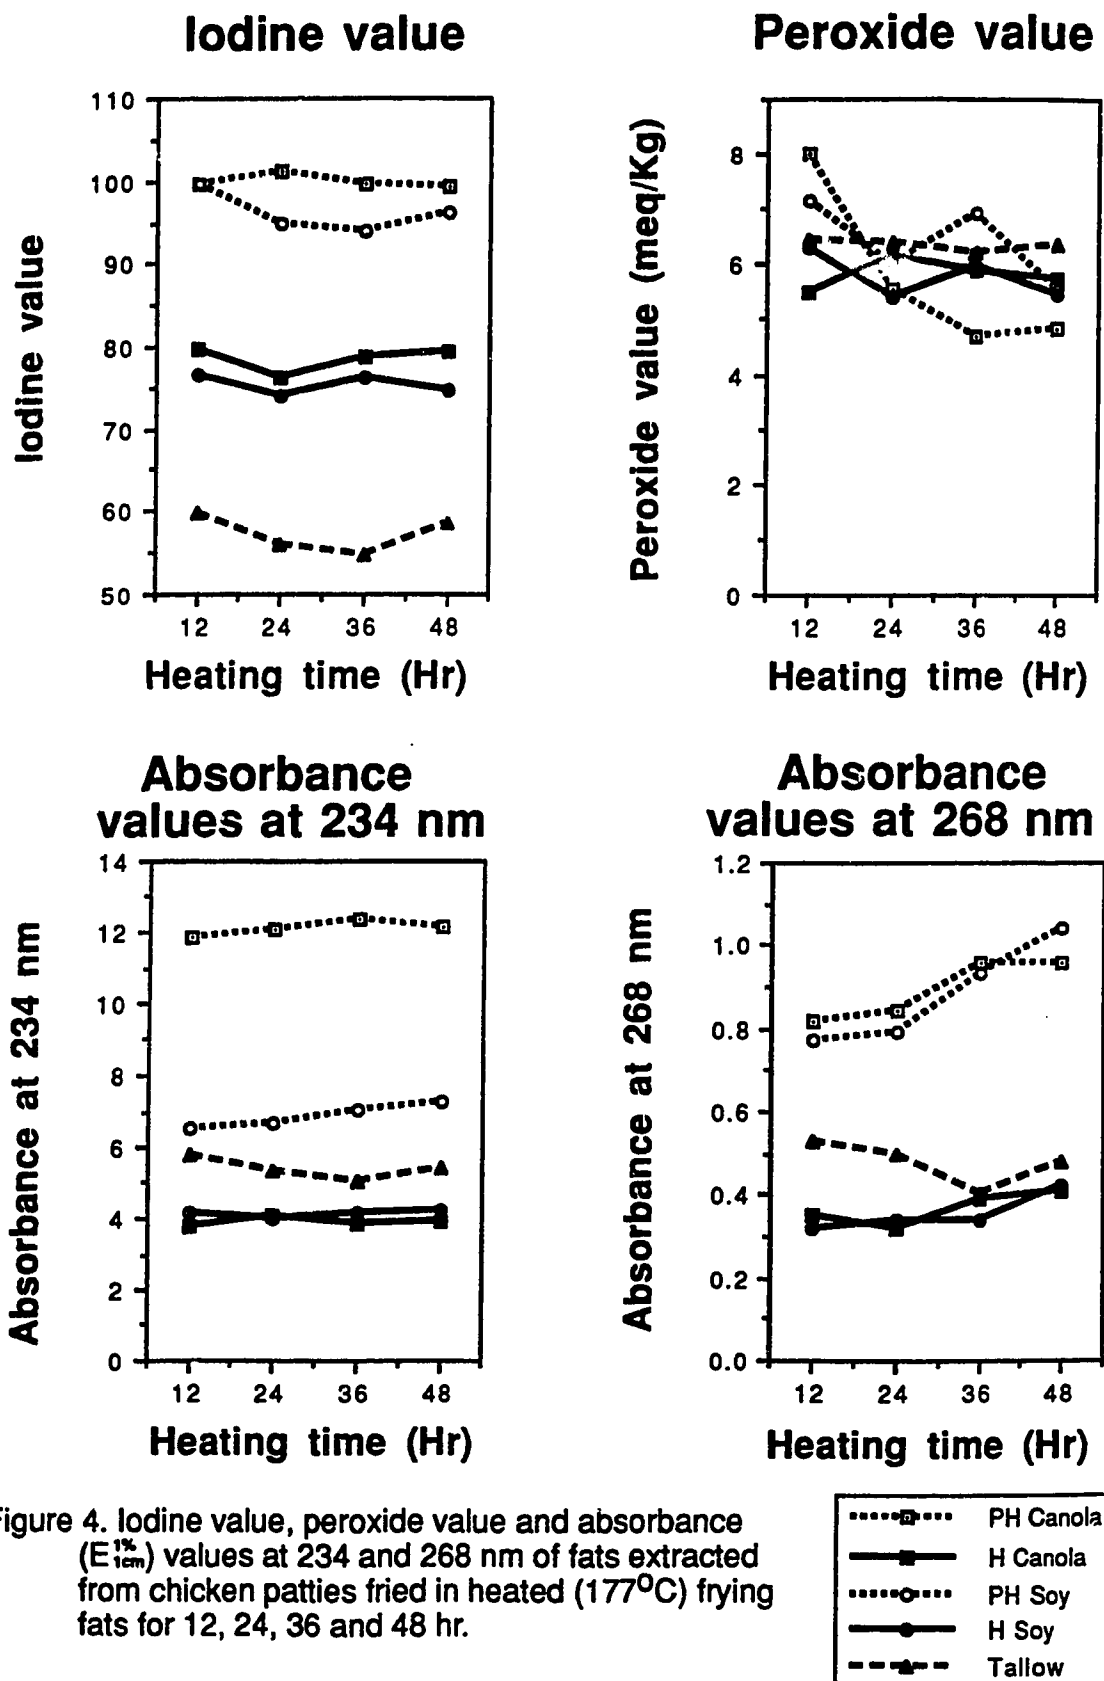 Iodine value
Peroxide value
110
100
90
80
70
60
50
Iodine value
12 24 36 48
Heating time (Hr)
8
6
4
2
0
Peroxide value (meq/Kg)
12 24 36 48
Heating time (Hr)
Absorbance
values at 234 nm
14
12
10
8
6
4
2
0
Absorbance at 234 nm
12 24 36 48
Heating time (Hr)
Absorbance
values at 268 nm
1.2
1.0
0.8
0.6
0.4
0.2
0.0
Absorbance at 268 nm
12 24 36 48
Heating time (Hr)
igure 4. Iodine value, peroxide value and absorbance
(E1%1cm) values at 234 and 268 nm of fats extracted
from chicken patties fried in heated (177⁰C) frying
fats for 12, 24, 36 and 48 hr.
PH Canola
H Canola
PH Soy
H Soy
Tallow